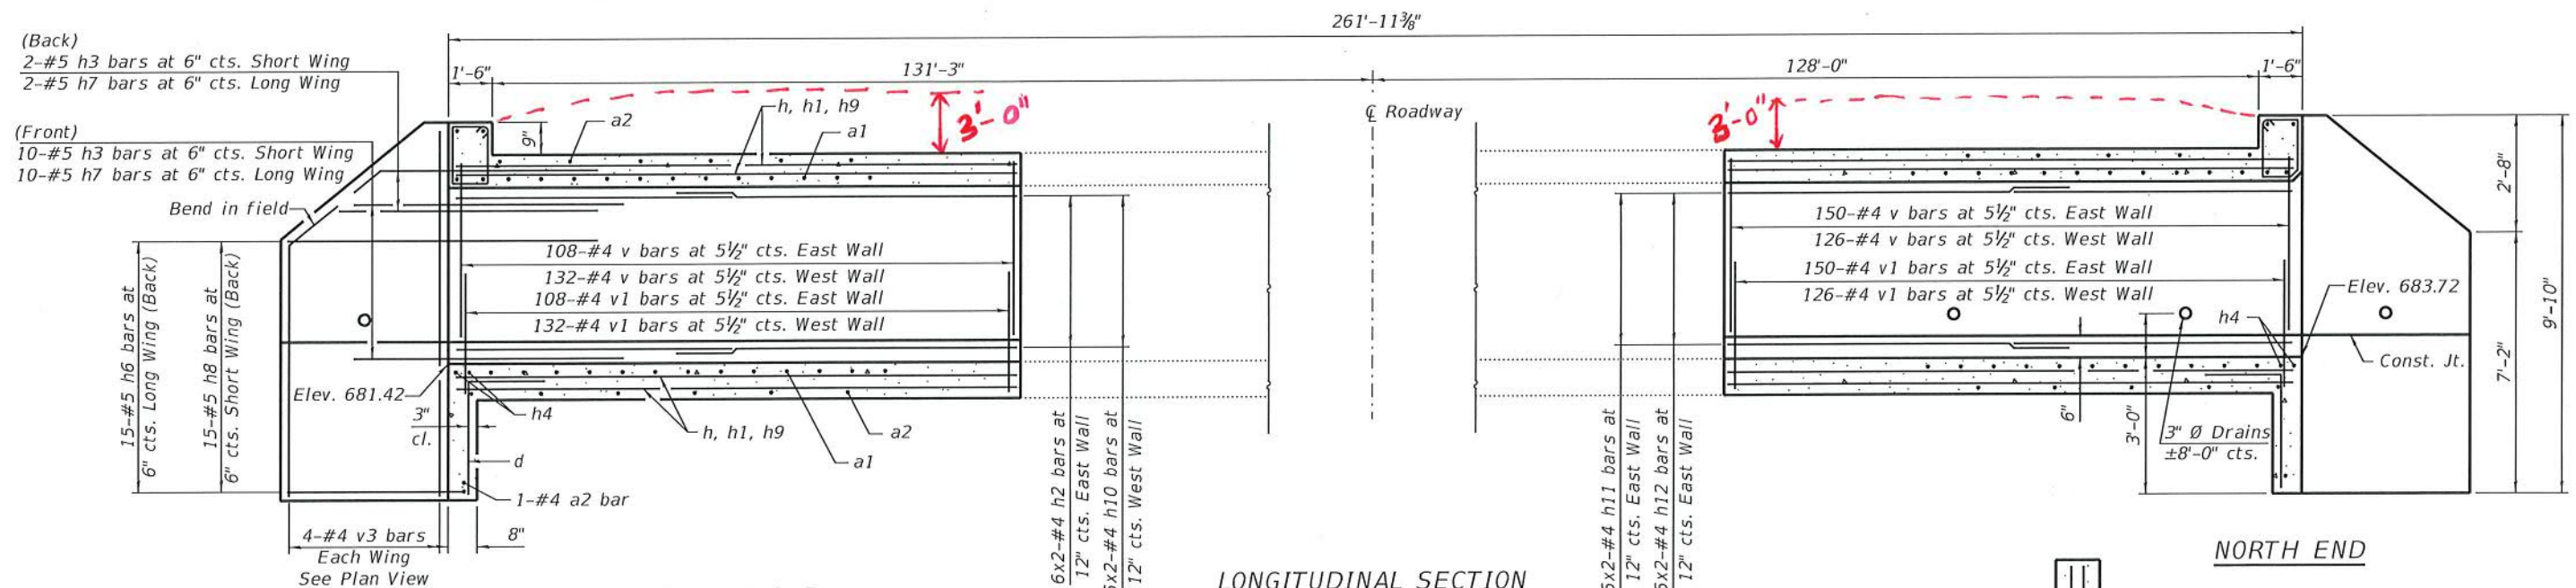 261'-11⅜"
(Back)
2-#5 h3 bars at 6" cts. Short Wing
2-#5 h7 bars at 6" cts. Long Wing
1'-6"
131'-3"
128'-0"
1'-6"
(Front)
10-#5 h3 bars at 6" cts. Short Wing
10-#5 h7 bars at 6" cts. Long Wing
9"
a2
h, h1, h9
a1
3'-0"
℄ Roadway
3'-0"
Bend in field
2'-8"
15-#5 h6 bars at
6" cts. Long Wing (Back)
15-#5 h8 bars at
6" cts. Short Wing (Back)
108-#4 v bars at 5½" cts. East Wall
132-#4 v bars at 5½" cts. West Wall
108-#4 v1 bars at 5½" cts. East Wall
132-#4 v1 bars at 5½" cts. West Wall
150-#4 v bars at 5½" cts. East Wall
126-#4 v bars at 5½" cts. West Wall
150-#4 v1 bars at 5½" cts. East Wall
126-#4 v1 bars at 5½" cts. West Wall
Elev. 683.72
h4
Const. Jt.
9'-10"
7'-2"
Elev. 681.42
3"
cl.
h4
h, h1, h9
a2
a1
d
1-#4 a2 bar
8"
4-#4 v3 bars
Each Wing
See Plan View
6x2-#4 h2 bars at
12" cts. East Wall
6x2-#4 h10 bars at
12" cts. West Wall
6x2-#4 h11 bars at
12" cts. East Wall
6x2-#4 h12 bars at
12" cts. East Wall
6"
3'-0"
3" Ø Drains
±8'-0" cts.
LONGITUDINAL SECTION
NORTH END